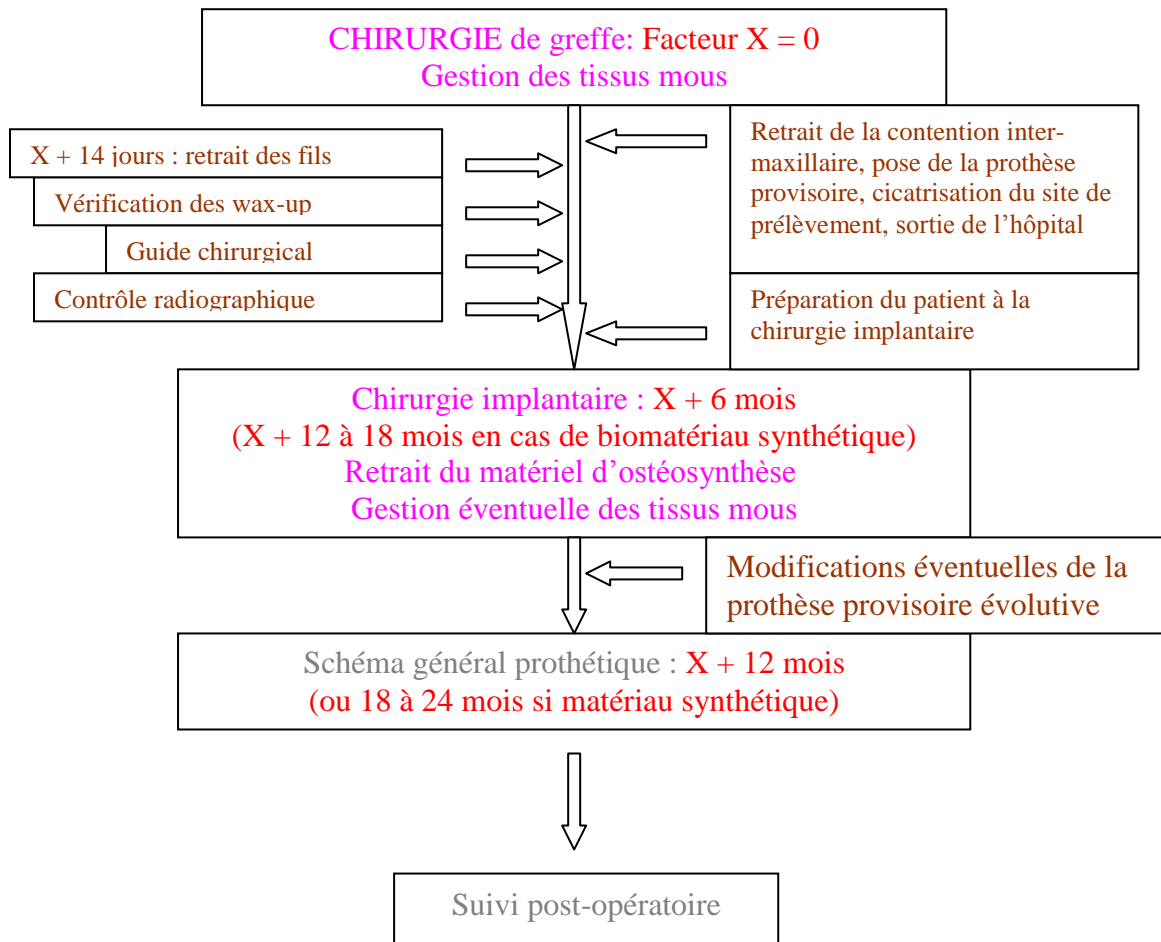 CHIRURGIE de greffe: Facteur X = 0
Gestion des tissus mous
X + 14 jours : retrait des fils
Vérification des wax-up
Guide chirurgical
Contrôle radiographique
Retrait de la contention inter-
maxillaire, pose de la prothèse
provisoire, cicatrisation du site de
prélèvement, sortie de l'hôpital
Préparation du patient à la
chirurgie implantaire
Chirurgie implantaire : X + 6 mois
(X + 12 à 18 mois en cas de biomatériau synthétique)
Retrait du matériel d'ostéosynthèse
Gestion éventuelle des tissus mous
Modifications éventuelles de la
prothèse provisoire évolutive
Schéma général prothétique : X + 12 mois
(ou 18 à 24 mois si matériau synthétique)
Suivi post-opératoire